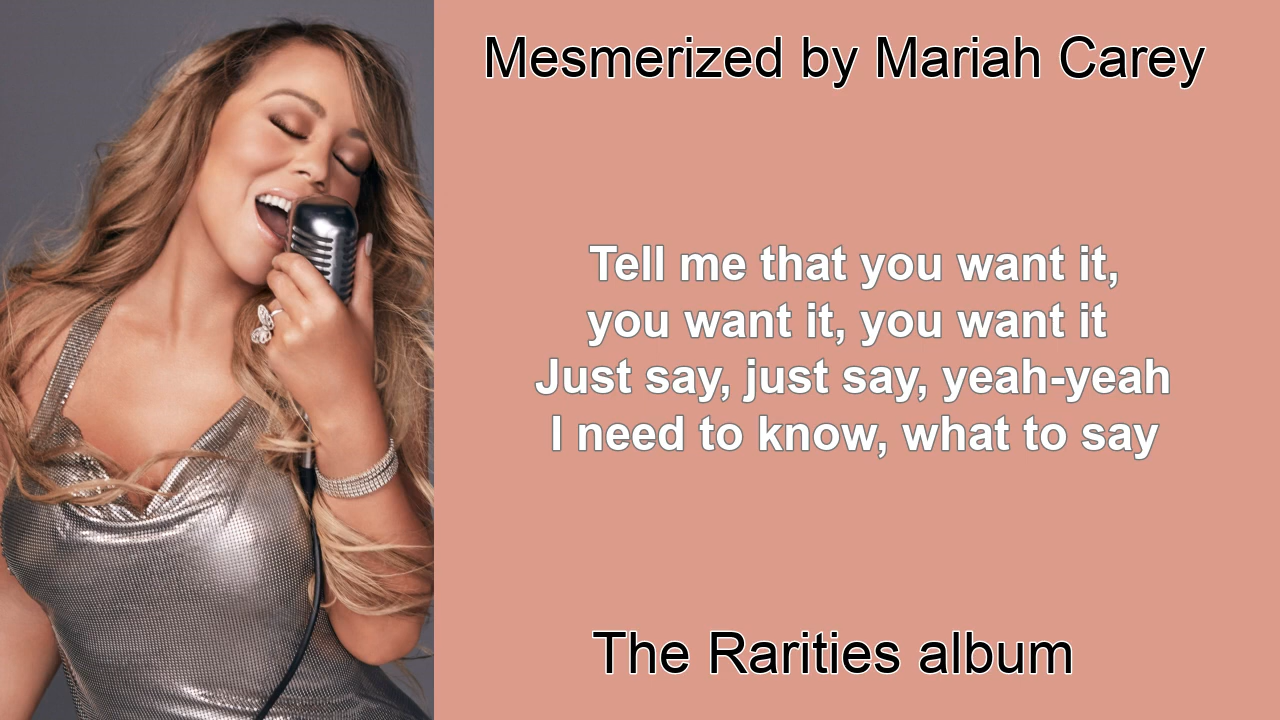 Mesmerized by Mariah Carey
Tell me that you want it,
you want it, you want it
Just say, just say, yeah-yeah
I need to know, what to say
The Rarities album